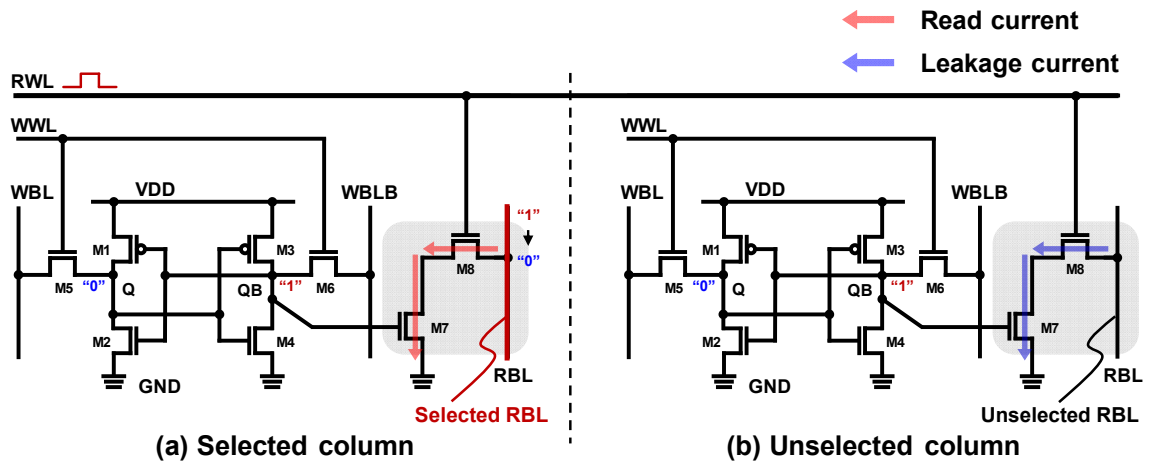 Read current
Leakage current
RWL
WWL
WBL
VDD
WBLB
M1
M3
M5
"0"
Q
QB
"1"
M6
M2
M4
GND
M8
M7
"1"
"0"
RBL
Selected RBL
(a) Selected column
WWL
WBL
VDD
WBLB
M1
M3
M5
"0"
Q
QB
"1"
M6
M2
M4
GND
M8
M7
RBL
Unselected RBL
(b) Unselected column